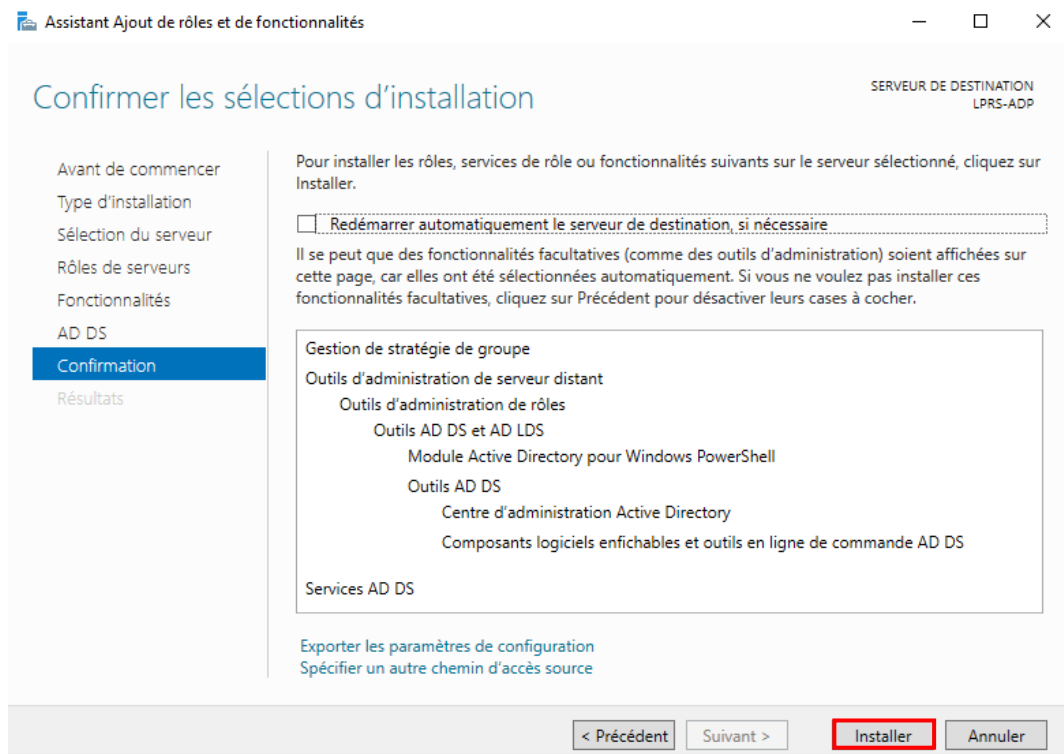 Assistant Ajout de rôles et de fonctionnalités
Confirmer les sélections d'installation
SERVEUR DE DESTINATION
LPRS-ADP
Avant de commencer
Type d'installation
Sélection du serveur
Rôles de serveurs
Fonctionnalités
AD DS
Confirmation
Résultats
Pour installer les rôles, services de rôle ou fonctionnalités suivants sur le serveur sélectionné, cliquez sur
Installer.
Redémarrer automatiquement le serveur de destination, si nécessaire
Il se peut que des fonctionnalités facultatives (comme des outils d'administration) soient affichées sur
cette page, car elles ont été sélectionnées automatiquement. Si vous ne voulez pas installer ces
fonctionnalités facultatives, cliquez sur Précédent pour désactiver leurs cases à cocher.
Gestion de stratégie de groupe
Outils d'administration de serveur distant
Outils d'administration de rôles
Outils AD DS et AD LDS
Module Active Directory pour Windows PowerShell
Outils AD DS
Centre d'administration Active Directory
Composants logiciels enfichables et outils en ligne de commande AD DS
Services AD DS
Exporter les paramètres de configuration
Spécifier un autre chemin d'accès source
< Précédent
Suivant >
Installer
Annuler